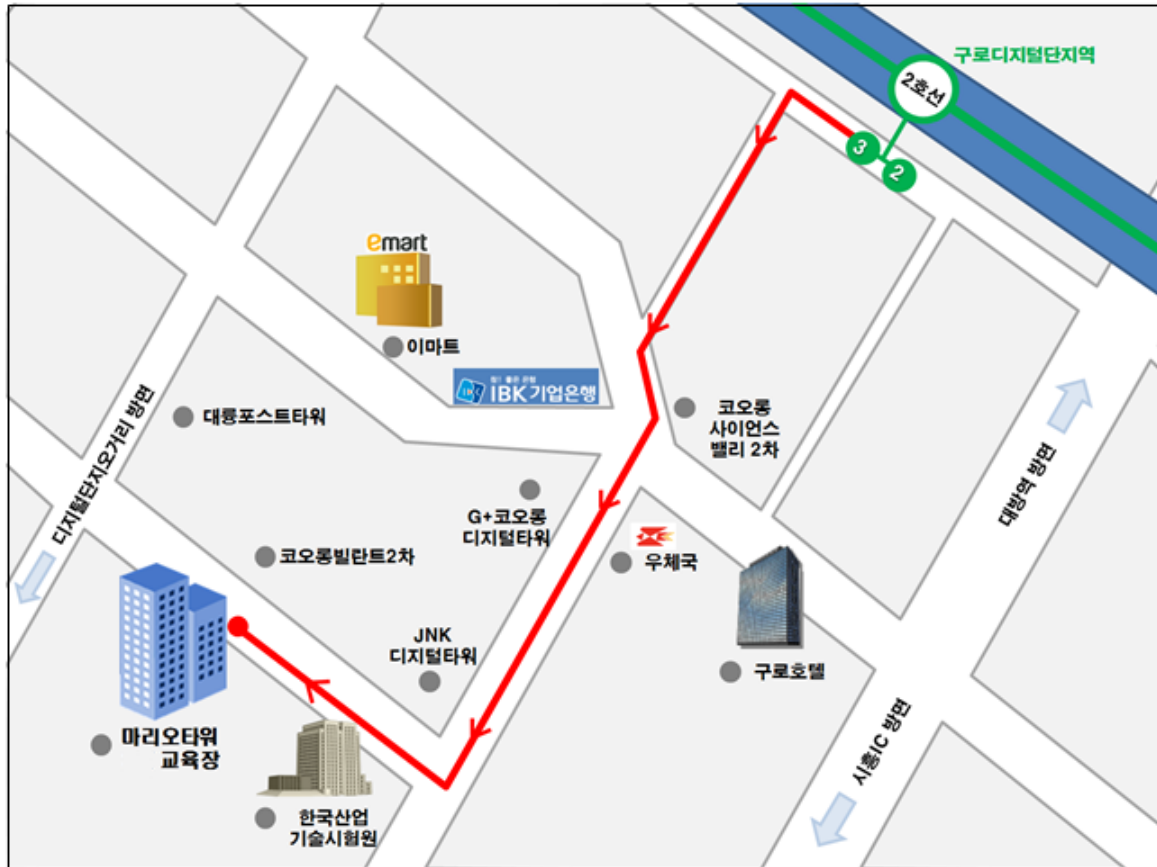 구로디지털단지역
2호선
3
2
emart
이마트
IBK기업은행
대륭포스트타워
코오롱
사이언스
밸리 2차
디지털단지오거리 방면
대방역 방면
G+코오롱
디지털타워
우체국
코오롱빌란트2차
JNK
디지털타워
구로호텔
시흥IC 방면
마리오타워
교육장
한국산업
기술시험원